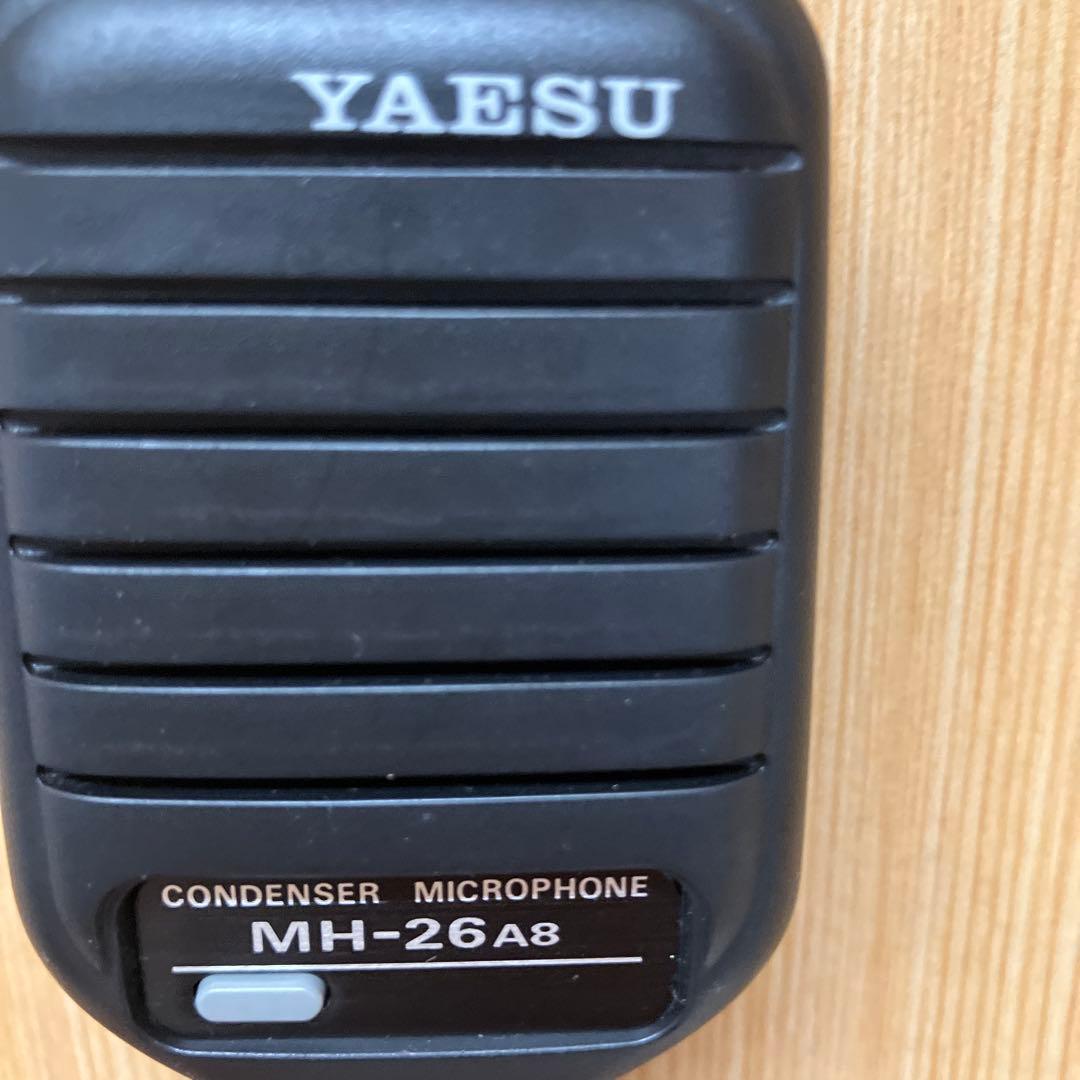 YAESU
CONDENSER MICROPHONE
MH-26A8